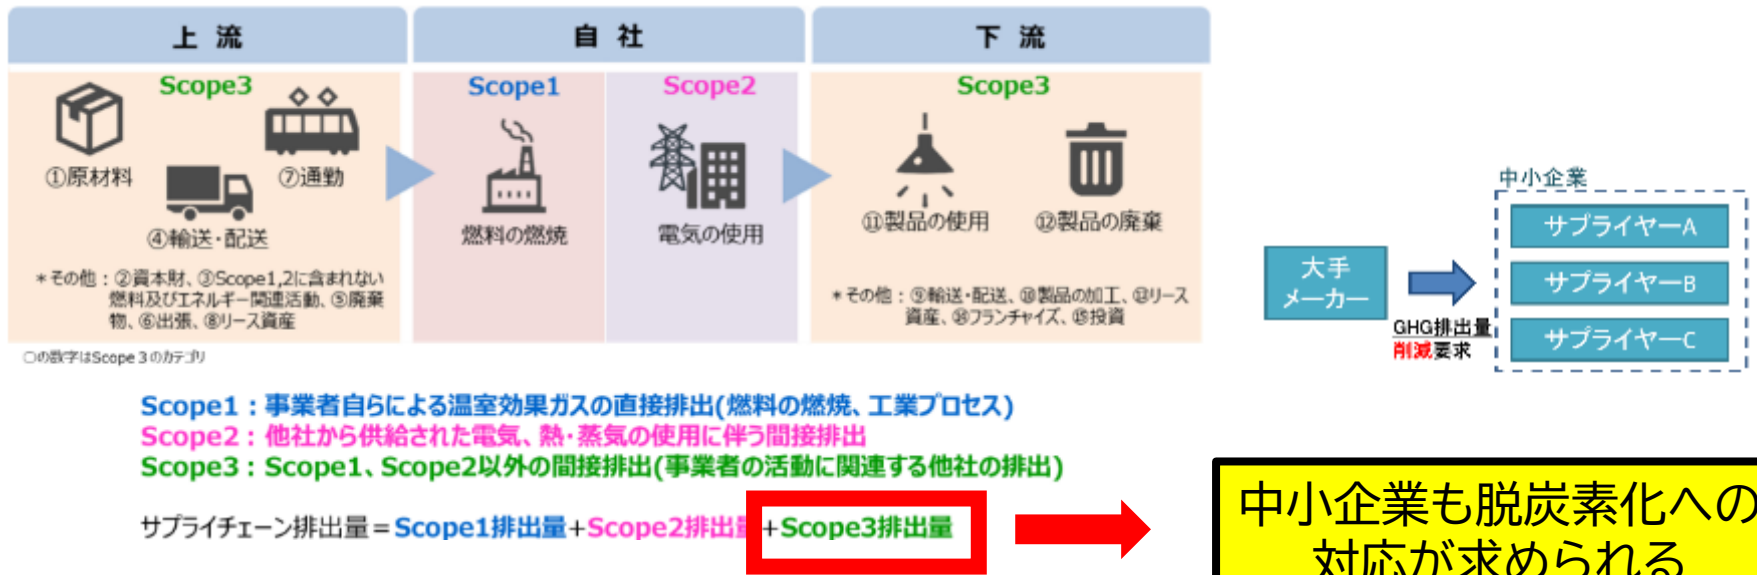 上 流
自 社
下 流
Scope3
Scope1
Scope2
Scope3
①原材料
⑦通勤
④輸送・配送
*その他：②資本財、③Scope1,2に含まれない
燃料及びエネルギー関連活動、⑤廃棄
物、⑥出張、⑧リース資産
燃料の燃焼
電気の使用
⑪製品の使用
⑫製品の廃棄
*その他：⑨輸送・配送、⑩製品の加工、⑬リース
資産、⑭フランチャイズ、⑮投資
○の数字はScope 3 のカテゴリ
中小企業
サプライヤーA
サプライヤーB
サプライヤーC
大手
メーカー
GHG排出量
削減要求
Scope1：事業者自らによる温室効果ガスの直接排出(燃料の燃焼、工業プロセス)
Scope2：他社から供給された電気、熱・蒸気の使用に伴う間接排出
Scope3：Scope1、Scope2以外の間接排出(事業者の活動に関連する他社の排出)
サプライチェーン排出量＝Scope1排出量+Scope2排出量+Scope3排出量
中小企業も脱炭素化への
対応が求められる